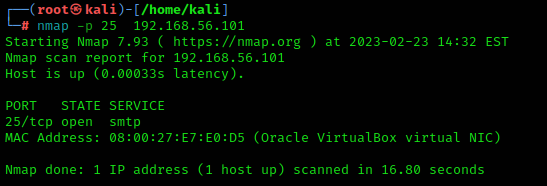 ┌──(root㉿kali)-[/home/kali]
└─# nmap -p 25  192.168.56.101
Starting Nmap 7.93 ( https://nmap.org ) at 2023-02-23 14:32 EST
Nmap scan report for 192.168.56.101
Host is up (0.00033s latency).

PORT   STATE SERVICE
25/tcp open  smtp
MAC Address: 08:00:27:E7:E0:D5 (Oracle VirtualBox virtual NIC)

Nmap done: 1 IP address (1 host up) scanned in 16.80 seconds